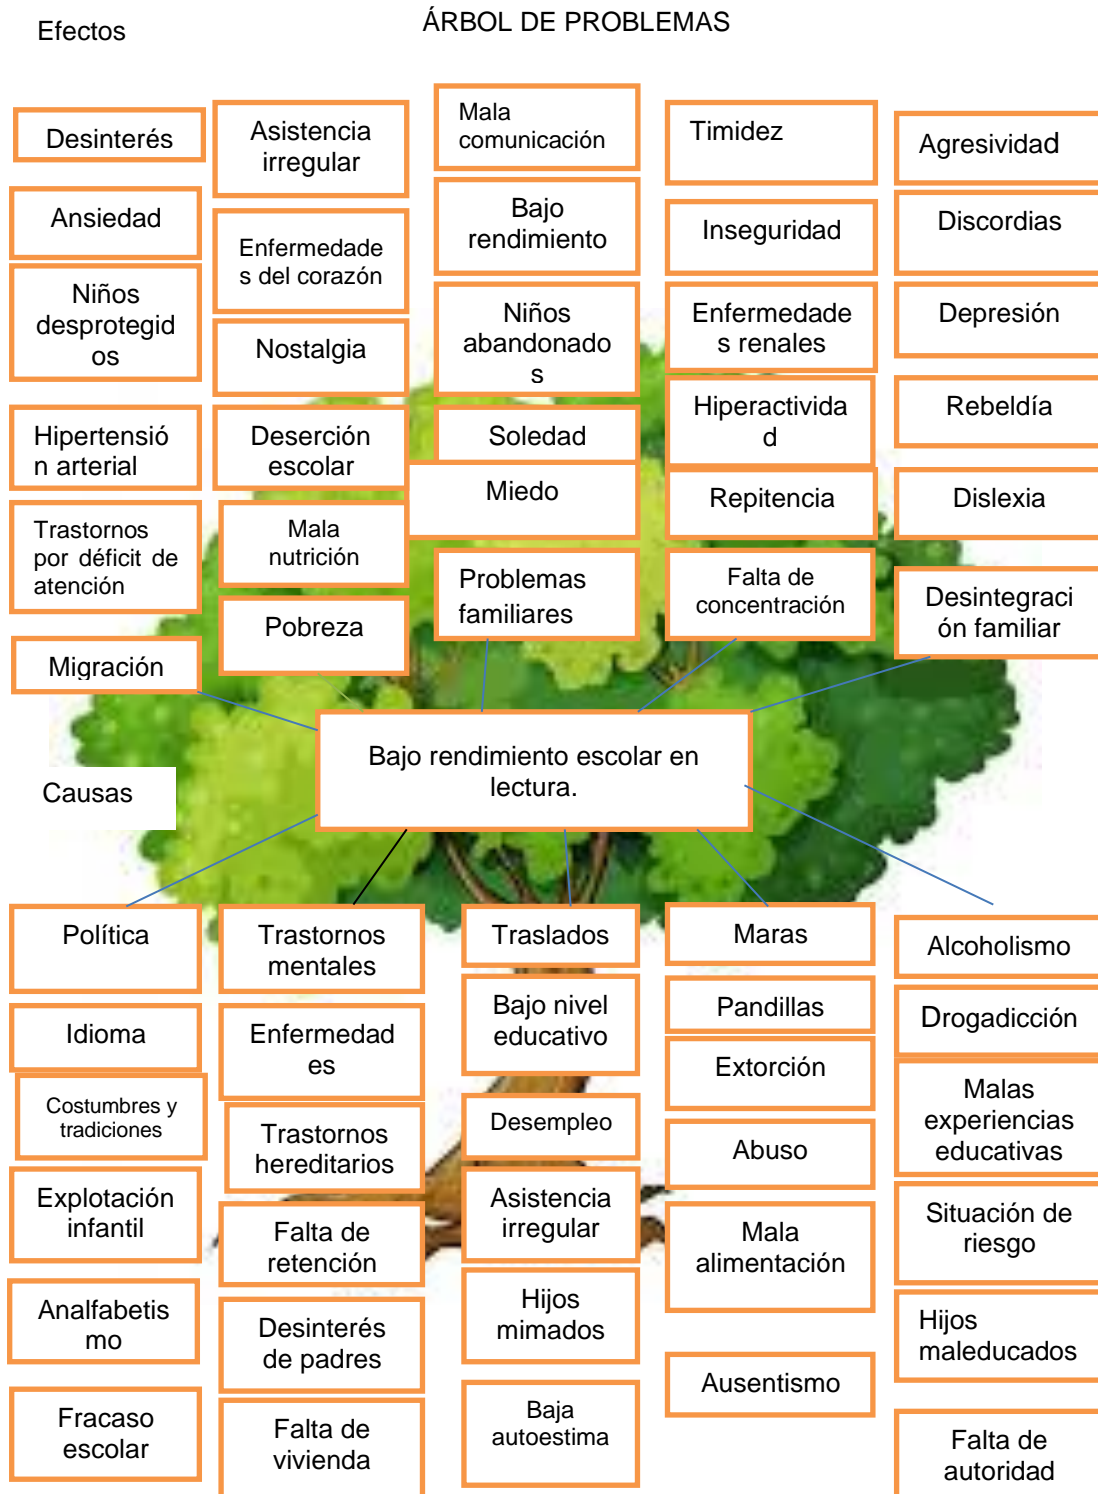 Efectos
ÁRBOL DE PROBLEMAS
Desinterés
Ansiedad
Niños
desprotegid
os
Hipertensió
n arterial
Trastornos
por déficit de
atención
Migración
Asistencia
irregular
Enfermedade
s del corazón
Nostalgia
Deserción
escolar
Mala
nutrición
Pobreza
Mala
comunicación
Bajo
rendimiento
Niños
abandonado
s
Soledad
Miedo
Problemas
familiares
Timidez
Inseguridad
Enfermedade
s renales
Hiperactivida
d
Repitencia
Falta de
concentración
Agresividad
Discordias
Depresión
Rebeldía
Dislexia
Desintegraci
ón familiar
Bajo rendimiento escolar en
lectura.
Causas
Política
Idioma
Costumbres y
tradiciones
Explotación
infantil
Analfabetis
mo
Fracaso
escolar
Trastornos
mentales
Enfermedad
es
Trastornos
hereditarios
Falta de
retención
Desinterés
de padres
Falta de
vivienda
Traslados
Bajo nivel
educativo
Desempleo
Asistencia
irregular
Hijos
mimados
Baja
autoestima
Maras
Pandillas
Extorción
Abuso
Mala
alimentación
Ausentismo
Alcoholismo
Drogadicción
Malas
experiencias
educativas
Situación de
riesgo
Hijos
maleducados
Falta de
autoridad